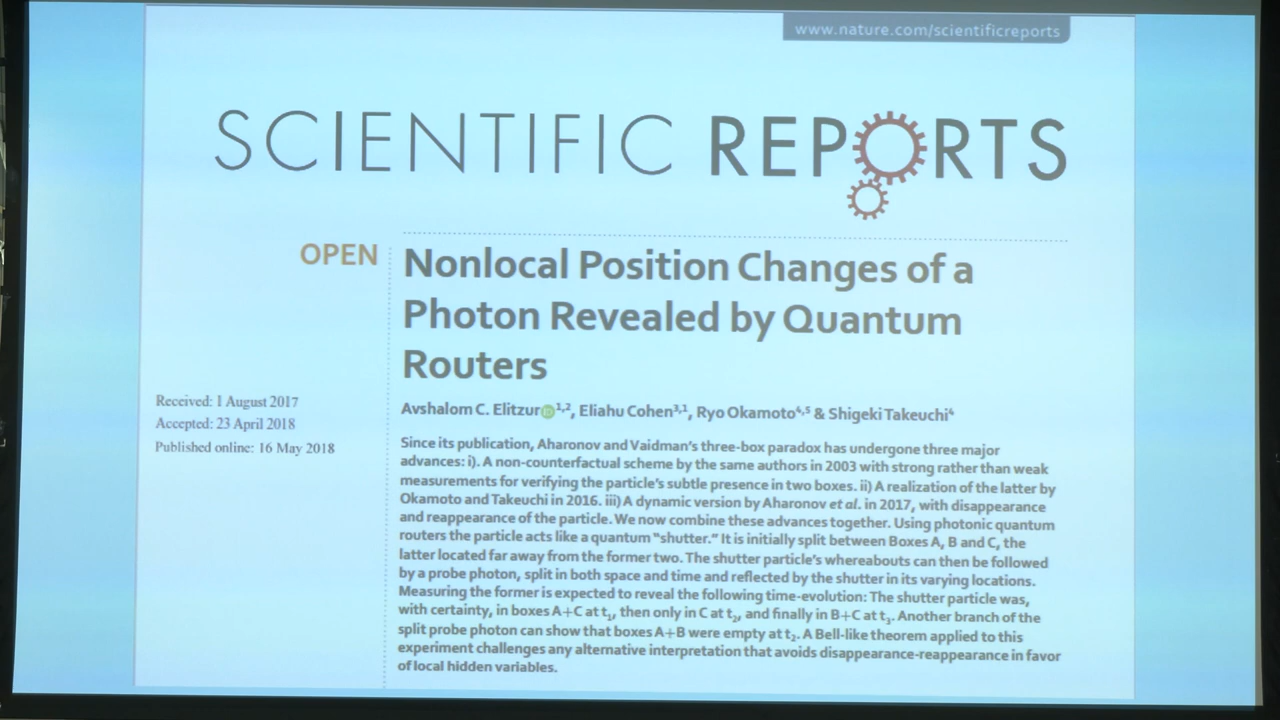 www.nature.com/scientificreports
SCIENTIFIC REPORTS
OPEN
Nonlocal Position Changes of a
Photon Revealed by Quantum
Routers
Received: 1 August 2017
Accepted: 23 April 2018
Published online: 16 May 2018
Avshalom C. Elitzur 1,2, Eliahu Cohen3,1, Ryo Okamoto4,5 & Shigeki Takeuchi4
Since its publication, Aharonov and Vaidman's three-box paradox has undergone three major
advances: i). A non-counterfactual scheme by the same authors in 2003 with strong rather than weak
measurements for verifying the particle's subtle presence in two boxes. ii) A realization of the latter by
Okamoto and Takeuchi in 2016. iii) A dynamic version by Aharonov et al. in 2017, with disappearance
and reappearance of the particle. We now combine these advances together. Using photonic quantum
routers the particle acts like a quantum "shutter." It is initially split between Boxes A, B and C, the
latter located far away from the former two. The shutter particle's whereabouts can then be followed
by a probe photon, split in both space and time and reflected by the shutter in its varying locations.
Measuring the former is expected to reveal the following time-evolution: The shutter particle was,
with certainty, in boxes A+C at t1, then only in C at t2, and finally in B+C at t3. Another branch of the
split probe photon can show that boxes A+B were empty at t2. A Bell-like theorem applied to this
experiment challenges any alternative interpretation that avoids disappearance-reappearance in favor
of local hidden variables.